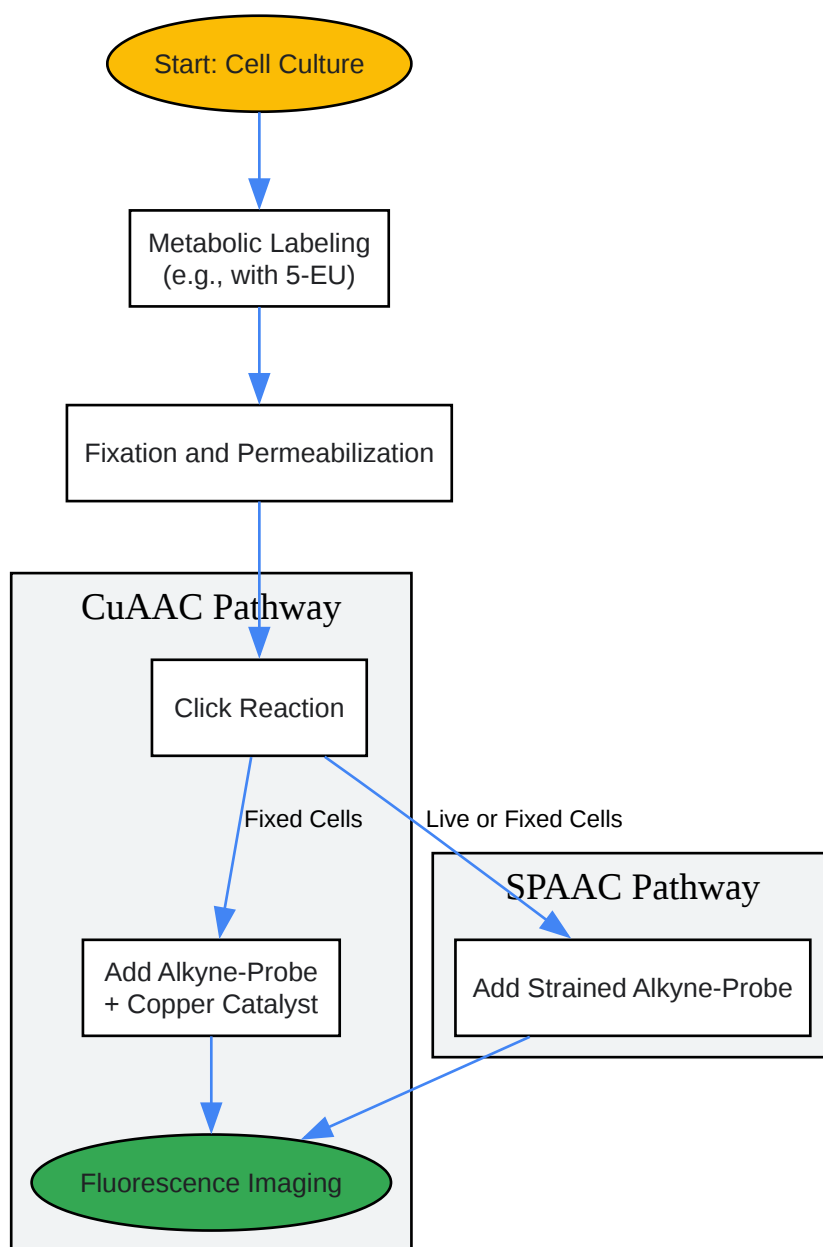 Start: Cell Culture
Metabolic Labeling
(e.g., with 5-EU)
Fixation and Permeabilization
CuAAC Pathway
Click Reaction
Fixed Cells
Live or Fixed Cells
SPAAC Pathway
Add Alkyne-Probe
+ Copper Catalyst
Add Strained Alkyne-Probe
Fluorescence Imaging